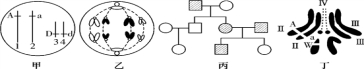 A a
D d
1 2 3 4
IV
II III
A
a
II W III
甲 乙 丙 丁